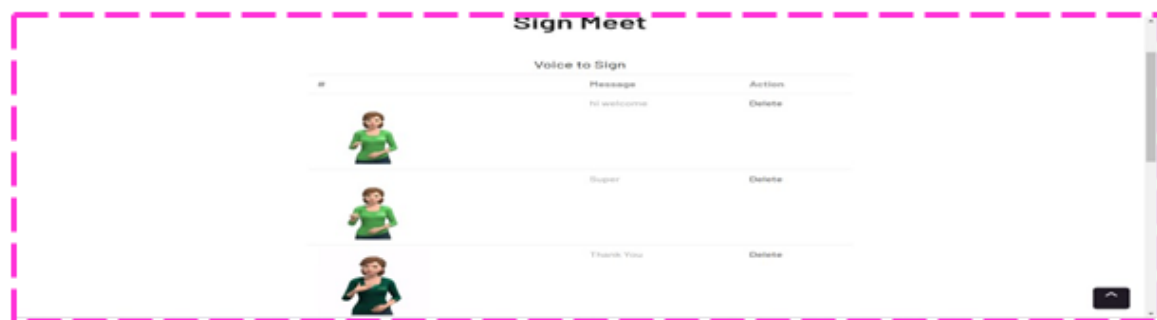 Sign Meet
Voice to Sign
# Message Action
hi welcome Delete
Super Delete
Thank You Delete